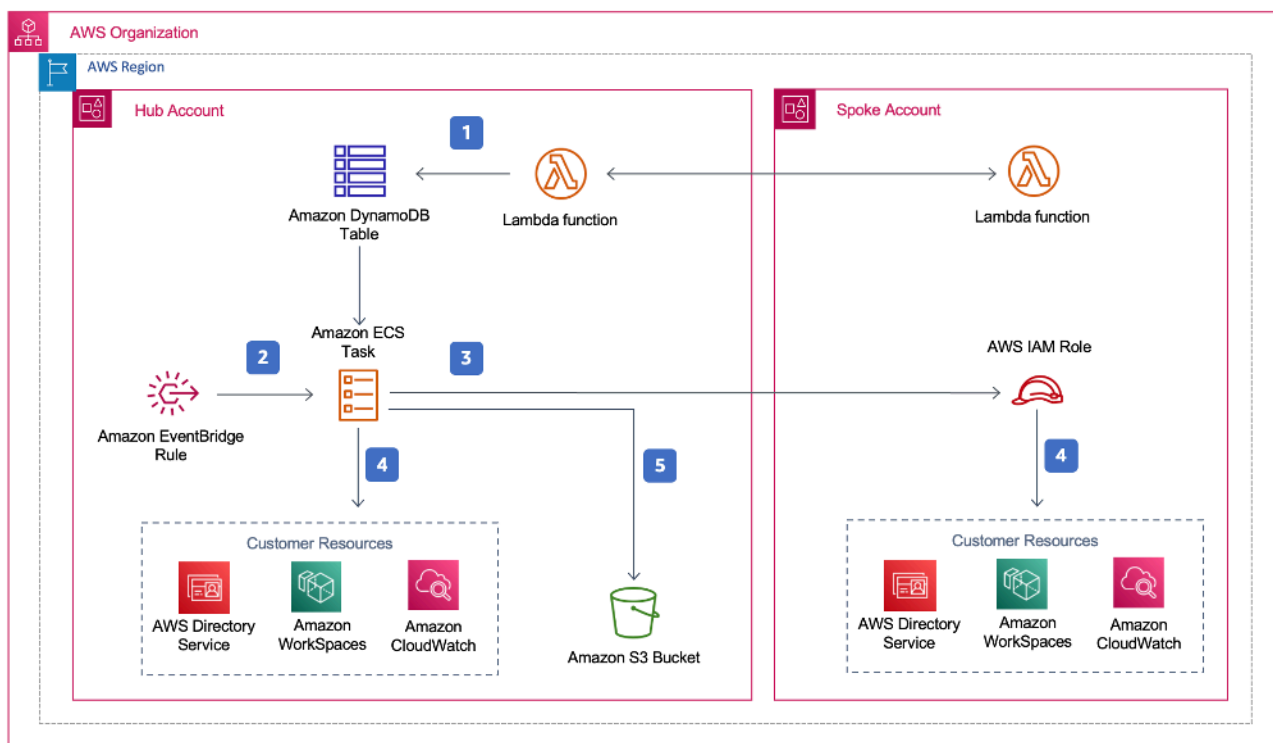 AWS Organization
AWS Region
Hub Account
Spoke Account
1
Amazon DynamoDB
Table
Lambda function
Lambda function
Amazon ECS
Task
2
3
AWS IAM Role
Amazon EventBridge
Rule
4
5
4
Customer Resources
AWS Directory
Service
Amazon
WorkSpaces
Amazon
CloudWatch
Amazon S3 Bucket
Customer Resources
AWS Directory
Service
Amazon
WorkSpaces
Amazon
CloudWatch